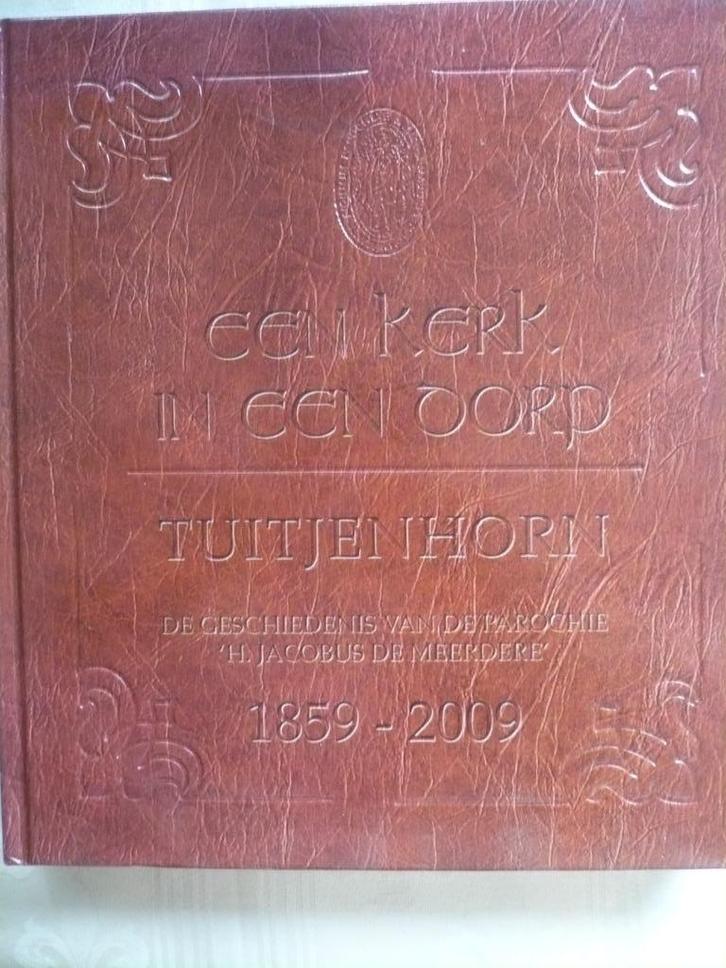 EEN KERK
IN EEN DORP
TUITJENHORN
DE GESCHIEDENIS VAN DE PAROCHIE
'H. JACOBUS DE MEERDERE'
1859 - 2009